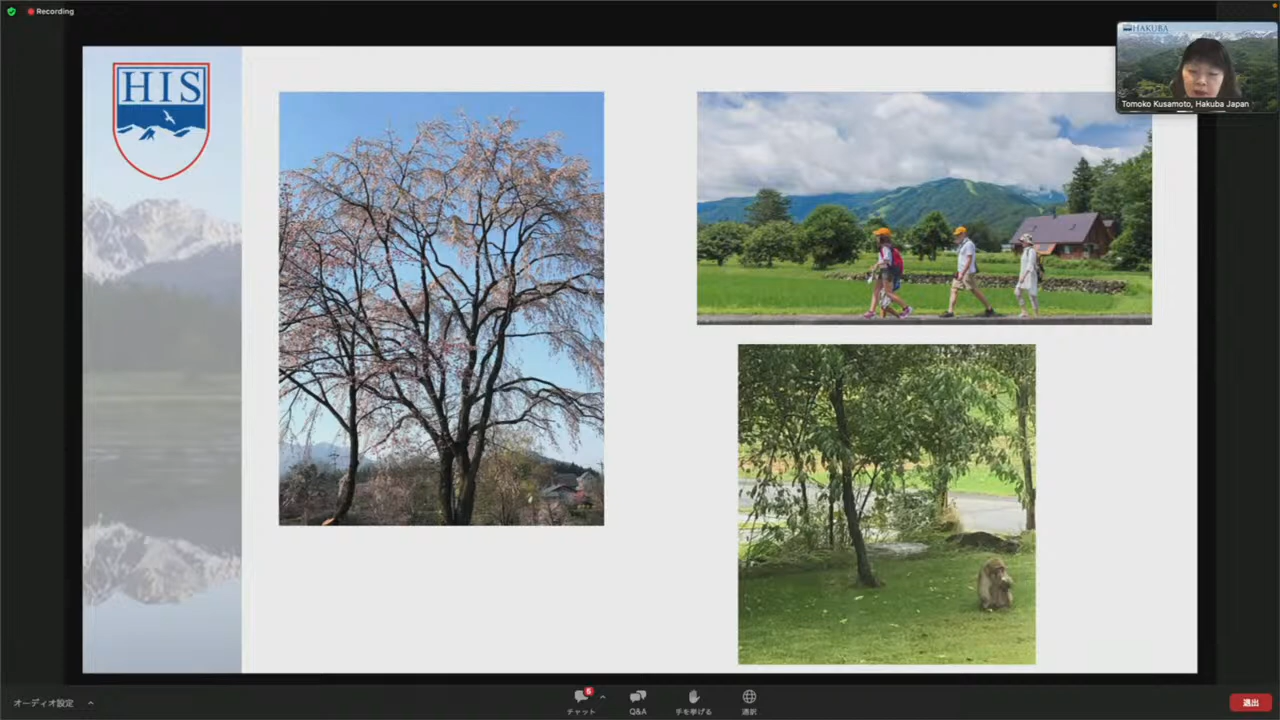 Recording
HAKUBA
HIS
Tomoko Kusamoto, Hakuba Japan
オーディオ設定
6
チャット
Q&A
手を挙げる
通訳
退出